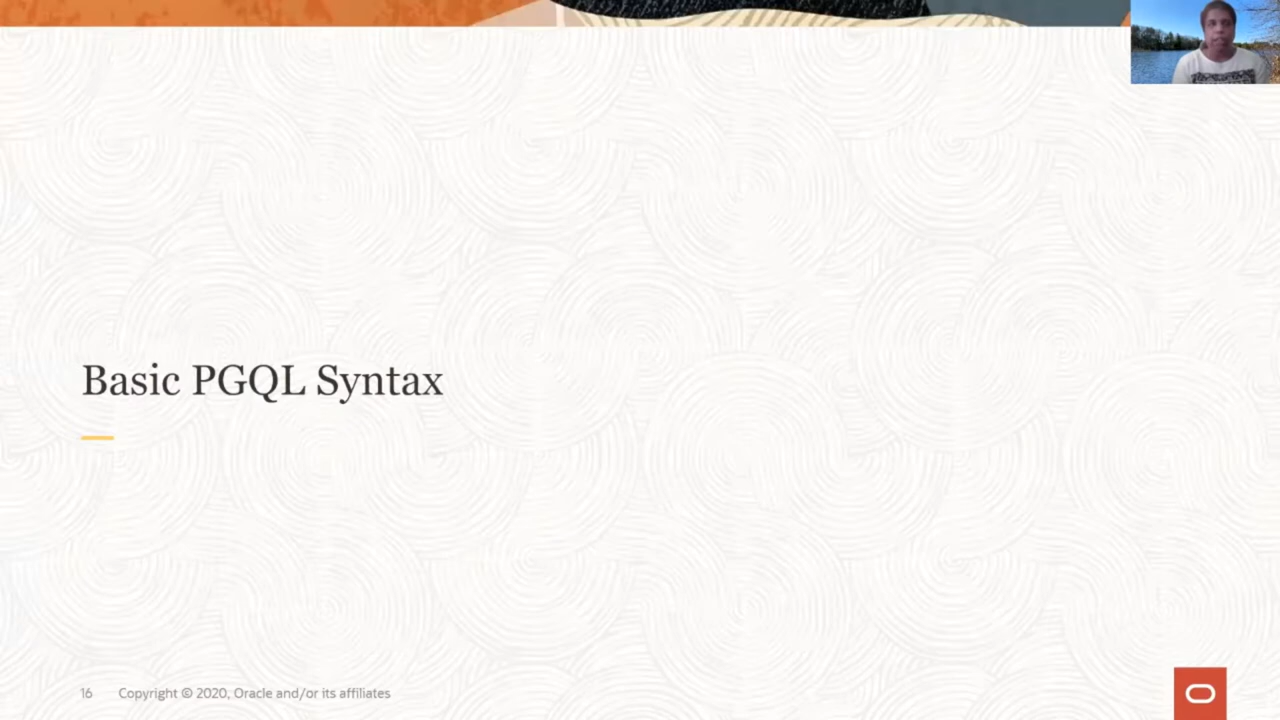 Basic PGQL Syntax
16 Copyright © 2020, Oracle and/or its affiliates